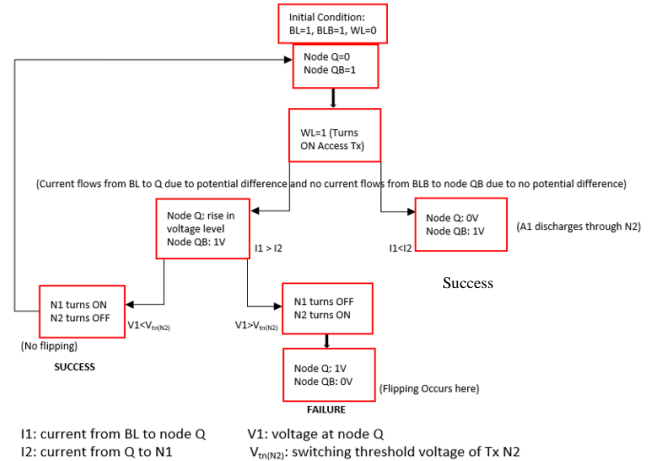 Initial Condition:
BL=1, BLB=1, WL=0
Node Q=0
Node QB=1
WL=1 (Turns
ON Access Tx)
(Current flows from BL to Q due to potential difference and no current flows from BLB to node QB due to no potential difference)
Node Q: rise in
voltage level
Node QB: 1V
I1 > I2
Node Q: 0V
Node QB: 1V
I1<I2
(A1 discharges through N2)
Success
N1 turns ON
N2 turns OFF
V1<Vtn(N2)
(No flipping)
SUCCESS
N1 turns OFF
N2 turns ON
V1>Vtn(N2)
Node Q: 1V
Node QB: 0V
(Flipping Occurs here)
FAILURE
I1: current from BL to node Q
V1: voltage at node Q
I2: current from Q to N1
Vtn(N2): switching threshold voltage of Tx N2